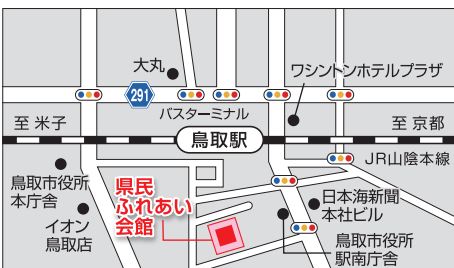 大丸
ワシントンホテルプラザ
291
バスターミナル
至 米子
鳥取駅
至 京都
JR山陰本線
鳥取市役所
本庁舎
県民
ふれあい
会館
イオン
鳥取店
日本海新聞
本社ビル
鳥取市役所
駅南庁舎